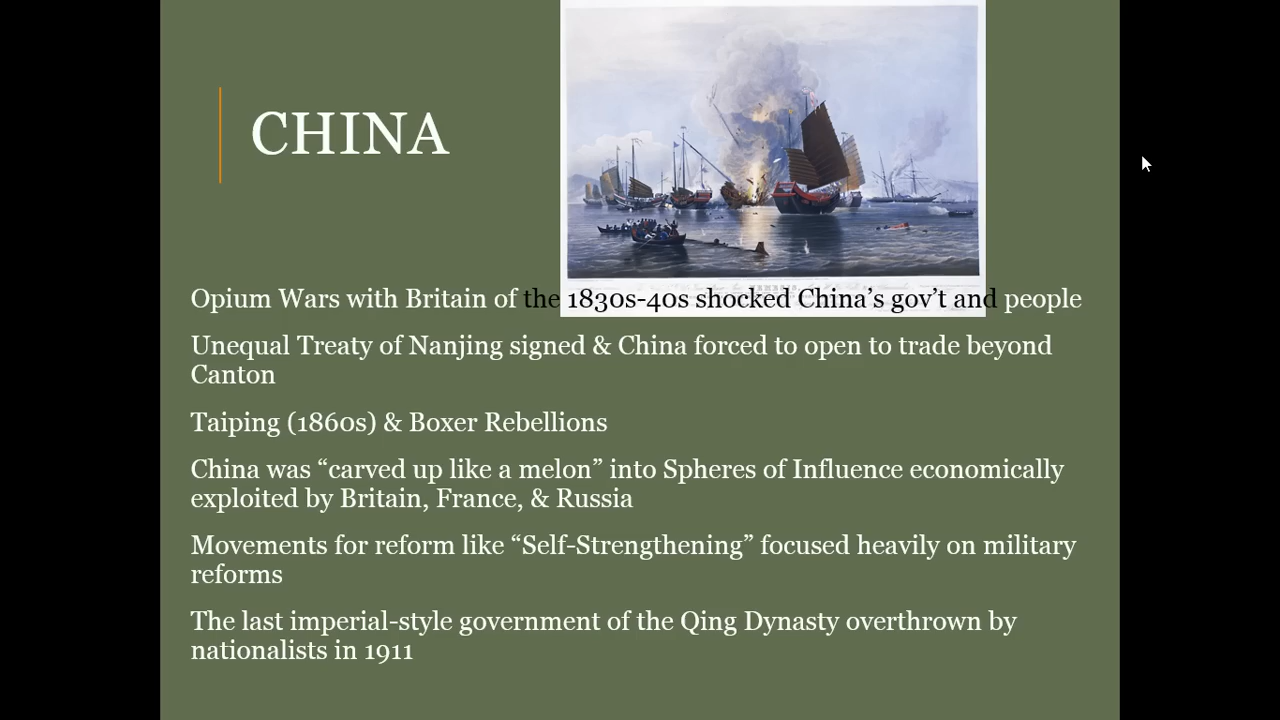 CHINA
Opium Wars with Britain of the 1830s-40s shocked China’s gov’t and people
Unequal Treaty of Nanjing signed & China forced to open to trade beyond
Canton
Taiping (1860s) & Boxer Rebellions
China was “carved up like a melon” into Spheres of Influence economically
exploited by Britain, France, & Russia
Movements for reform like “Self-Strengthening” focused heavily on military
reforms
The last imperial-style government of the Qing Dynasty overthrown by
nationalists in 1911